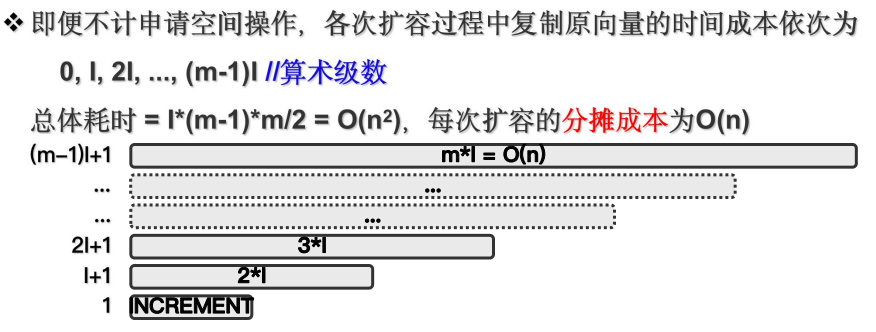 ❖ 即便不计申请空间操作，各次扩容过程中复制原向量的时间成本依次为
0, I, 2I, ..., (m-1)I //算术级数
总体耗时 = I*(m-1)*m/2 = O(n²)，每次扩容的分摊成本为O(n)
(m–1)I+1 m*I = O(n)
... ...
... ...
2I+1 3*I
I+1 2*I
1 INCREMENT